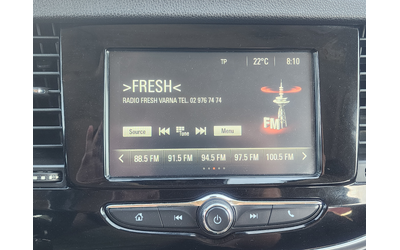 TP 22°C 8:10
>FRESH<
RADIO FRESH VARNA TEL. 02 976 74 74
FM
Source Tune Menu
88.5 FM 91.5 FM 94.5 FM 97.5 FM 100.5 FM